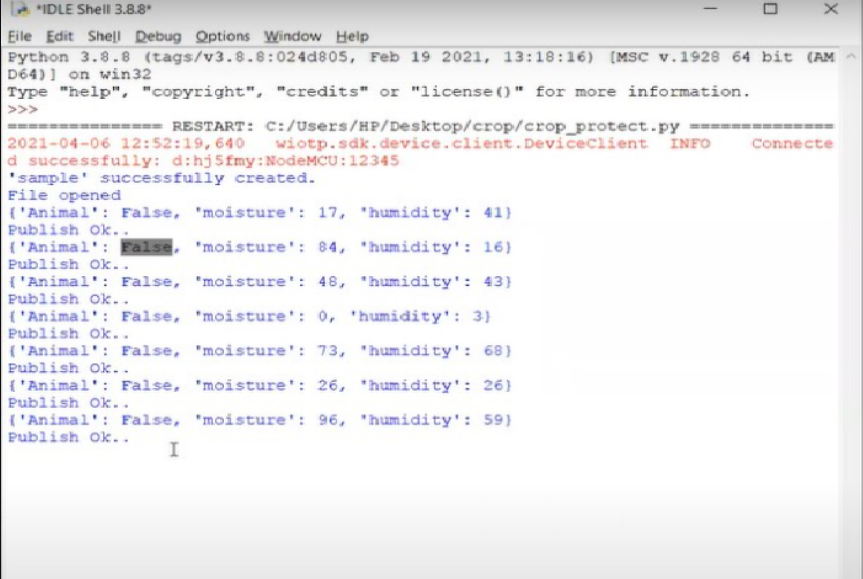 *IDLE Shell 3.8.8*
File Edit Shell Debug Options Window Help
Python 3.8.8 (tags/v3.8.8:024d805, Feb 19 2021, 13:18:16) [MSC v.1928 64 bit (AM
D64)] on win32
Type "help", "copyright", "credits" or "license()" for more information.
>>>
=============== RESTART: C:/Users/HP/Desktop/crop/crop_protect.py ==============
2021-04-06 12:52:19,640   wiotp.sdk.device.client.DeviceClient  INFO    Connecte
d successfully: d:hj5fmy:NodeMCU:12345
'sample' successfully created.
File opened
{'Animal': False, 'moisture': 17, 'humidity': 41}
Publish Ok..
{'Animal': False, 'moisture': 84, 'humidity': 16}
Publish Ok..
{'Animal': False, 'moisture': 48, 'humidity': 43}
Publish Ok..
{'Animal': False, 'moisture': 0, 'humidity': 3}
Publish Ok..
{'Animal': False, 'moisture': 73, 'humidity': 68}
Publish Ok..
{'Animal': False, 'moisture': 26, 'humidity': 26}
Publish Ok..
{'Animal': False, 'moisture': 96, 'humidity': 59}
Publish Ok..